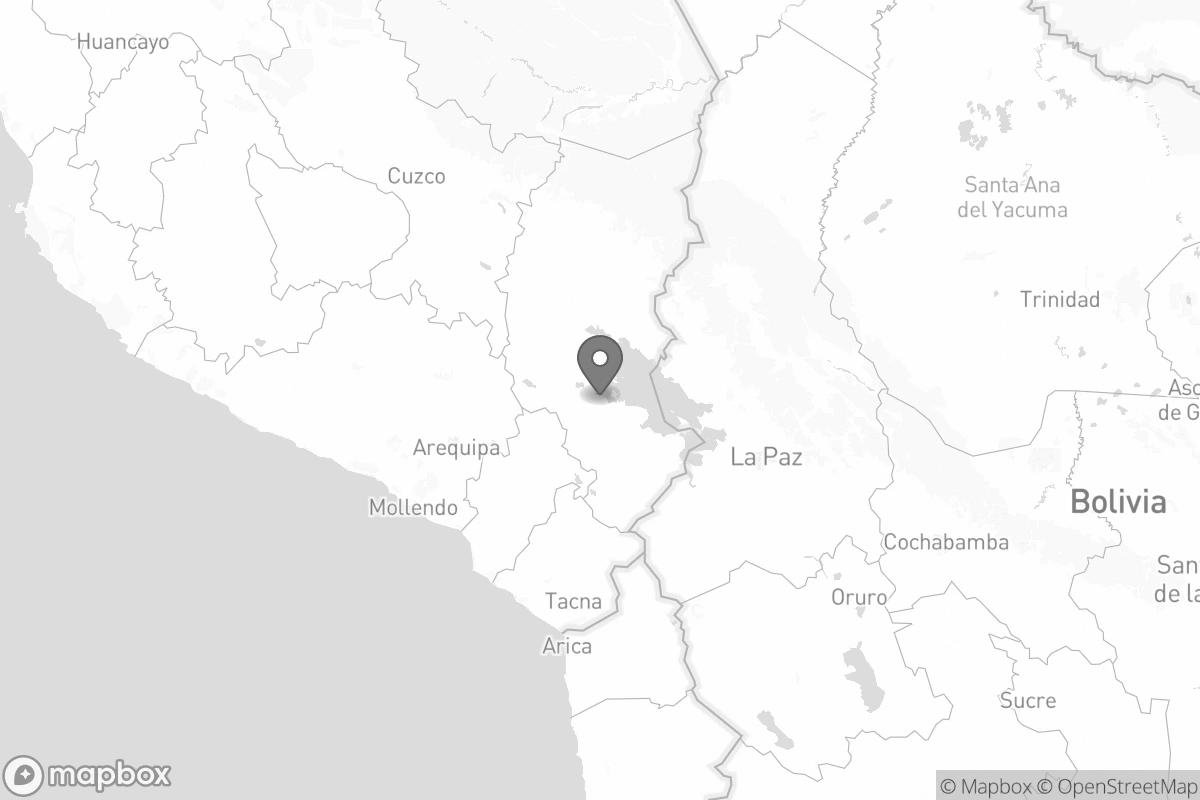 Huancayo
Cuzco
Santa Ana
del Yacuma
Trinidad
Asc
de G
Arequipa
La Paz
Mollendo
Bolivia
Cochabamba
San
de la
Tacna
Oruro
Arica
Sucre
mapbox
© Mapbox © OpenStreetMap